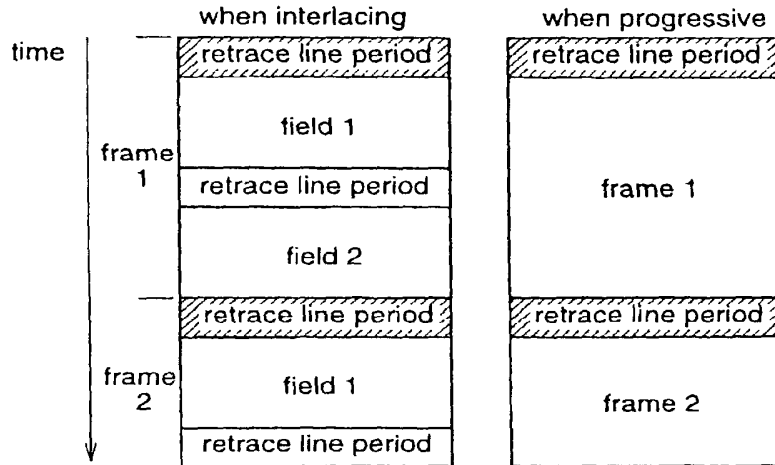 when interlacing
when progressive
time
retrace line period
retrace line period
field 1
frame
1
retrace line period
frame 1
field 2
retrace line period
retrace line period
frame
2
field 1
frame 2
retrace line period